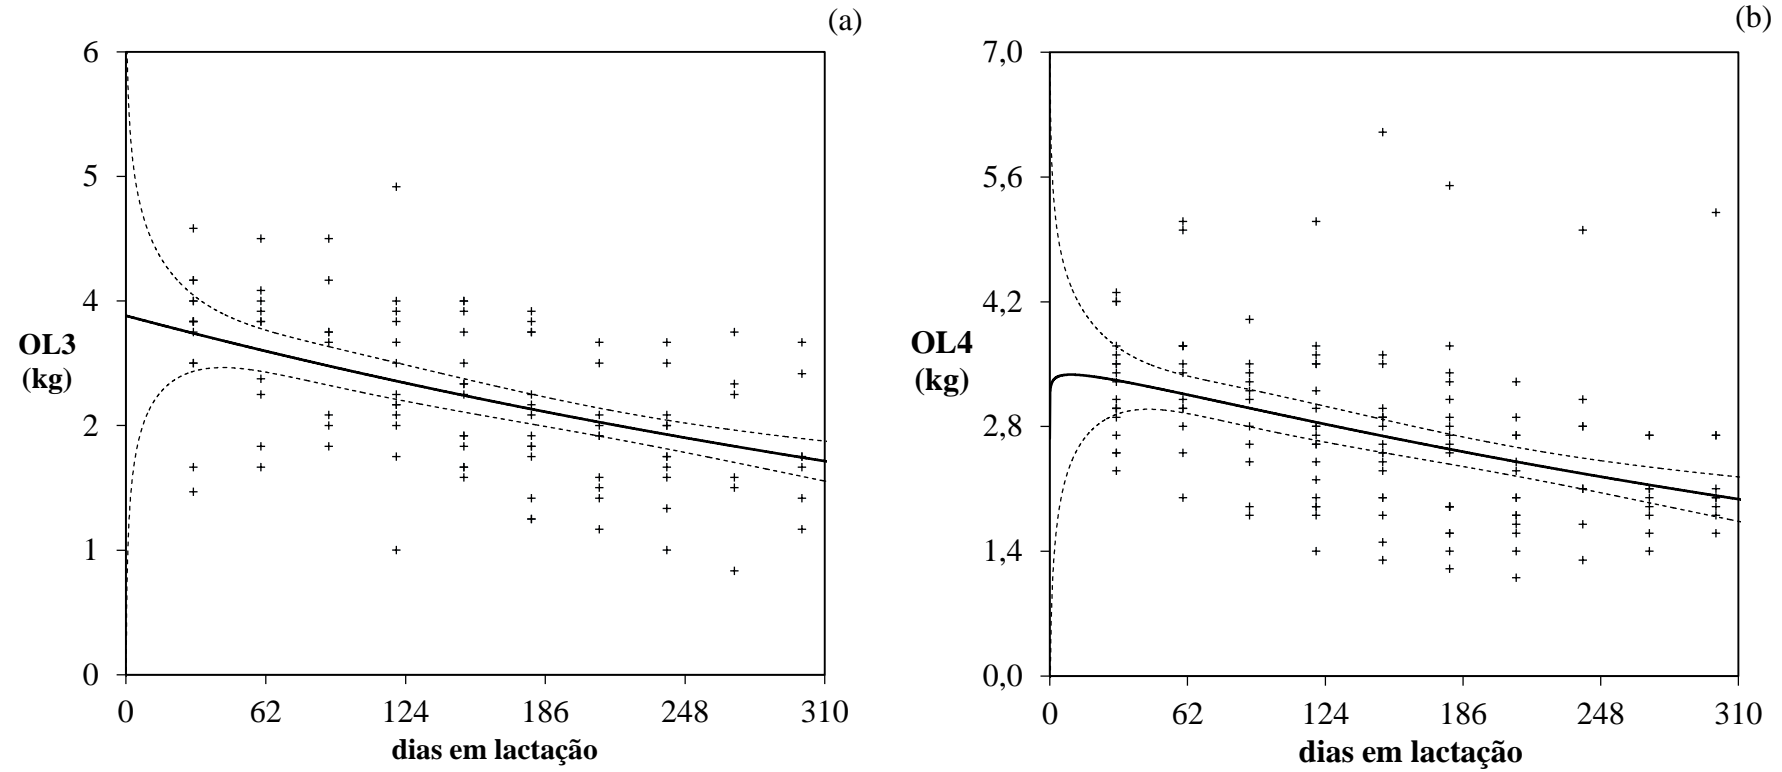 (a)
6
5
4
2
1
0
OL3
(kg)
0 62 124 186 248 310
dias em lactação
(b)
7,0
5,6
4,2
2,8
1,4
0,0
OL4
(kg)
0 62 124 186 248 310
dias em lactação